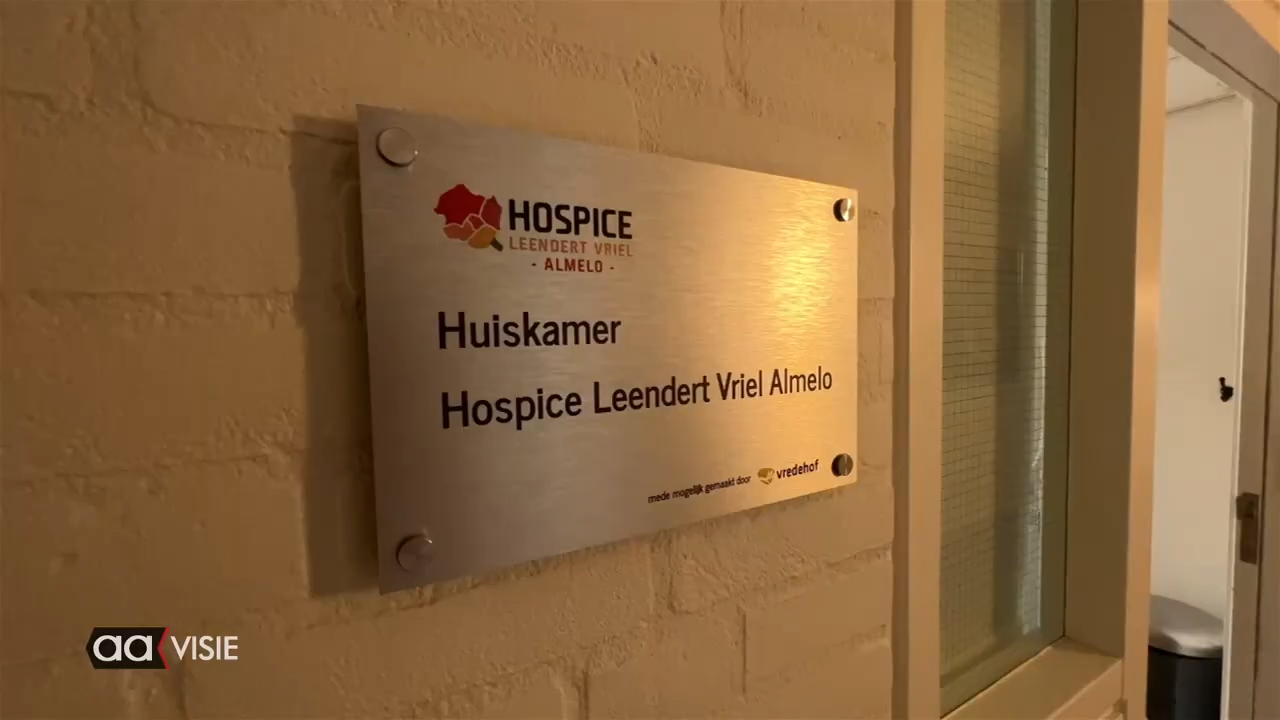 HOSPICE
LEENDERT VRIEL
- ALMELO -
Huiskamer
Hospice Leendert Vriel Almelo
mede mogelijk gemaakt door vredehof
aa VISIE